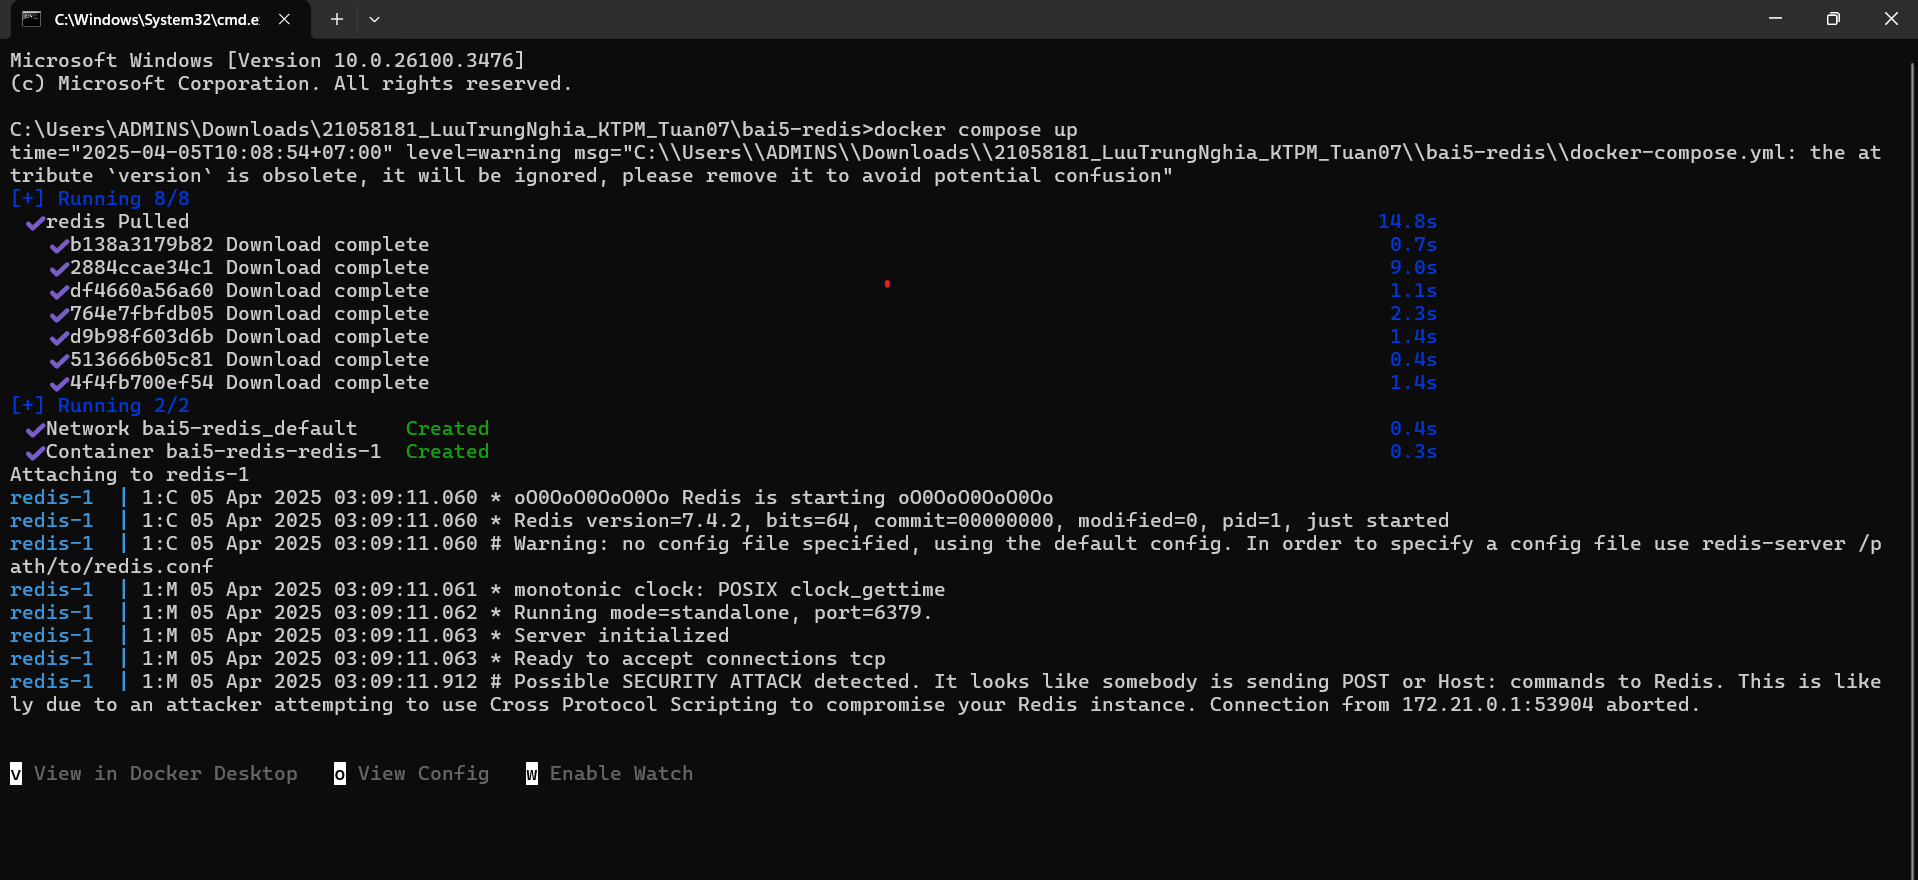 C:\Windows\System32\cmd.e
Microsoft Windows [Version 10.0.26100.3476]
(c) Microsoft Corporation. All rights reserved.
C:\Users\ADMINS\Downloads\21058181_LuuTrungNghia_KTPM_Tuan07\bai5-redis>docker compose up
time="2025-04-05T10:08:54+07:00" level=warning msg="C:\\Users\\ADMINS\\Downloads\\21058181_LuuTrungNghia_KTPM_Tuan07\\bai5-redis\\docker-compose.yml: the at
tribute `version` is obsolete, it will be ignored, please remove it to avoid potential confusion"
[+] Running 8/8
✔redis Pulled 14.8s
✔b138a3179b82 Download complete 0.7s
✔2884ccae34c1 Download complete 9.0s
✔df4660a56a60 Download complete 1.1s
✔764e7fbfdb05 Download complete 2.3s
✔d9b98f603d6b Download complete 1.4s
✔513666b05c81 Download complete 0.4s
✔4f4fb700ef54 Download complete 1.4s
[+] Running 2/2
✔Network bai5-redis_default Created 0.4s
✔Container bai5-redis-redis-1 Created 0.3s
Attaching to redis-1
redis-1 | 1:C 05 Apr 2025 03:09:11.060 * oO0OoO0OoO0Oo Redis is starting oO0OoO0OoO0Oo
redis-1 | 1:C 05 Apr 2025 03:09:11.060 * Redis version=7.4.2, bits=64, commit=00000000, modified=0, pid=1, just started
redis-1 | 1:C 05 Apr 2025 03:09:11.060 # Warning: no config file specified, using the default config. In order to specify a config file use redis-server /p
ath/to/redis.conf
redis-1 | 1:M 05 Apr 2025 03:09:11.061 * monotonic clock: POSIX clock_gettime
redis-1 | 1:M 05 Apr 2025 03:09:11.062 * Running mode=standalone, port=6379.
redis-1 | 1:M 05 Apr 2025 03:09:11.063 * Server initialized
redis-1 | 1:M 05 Apr 2025 03:09:11.063 * Ready to accept connections tcp
redis-1 | 1:M 05 Apr 2025 03:09:11.912 # Possible SECURITY ATTACK detected. It looks like somebody is sending POST or Host: commands to Redis. This is like
ly due to an attacker attempting to use Cross Protocol Scripting to compromise your Redis instance. Connection from 172.21.0.1:53904 aborted.
v View in Docker Desktop o View Config w Enable Watch